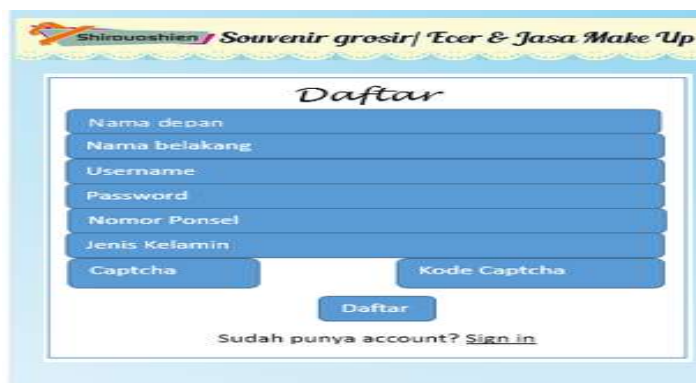 Shirouoshien Souvenir grosir/ Ecer & Jasa Make Up
Daftar
Nama depan
Nama belakang
Username
Password
Nomor Ponsel
Jenis Kelamin
Captcha Kode Captcha
Daftar
Sudah punya account? Sign in